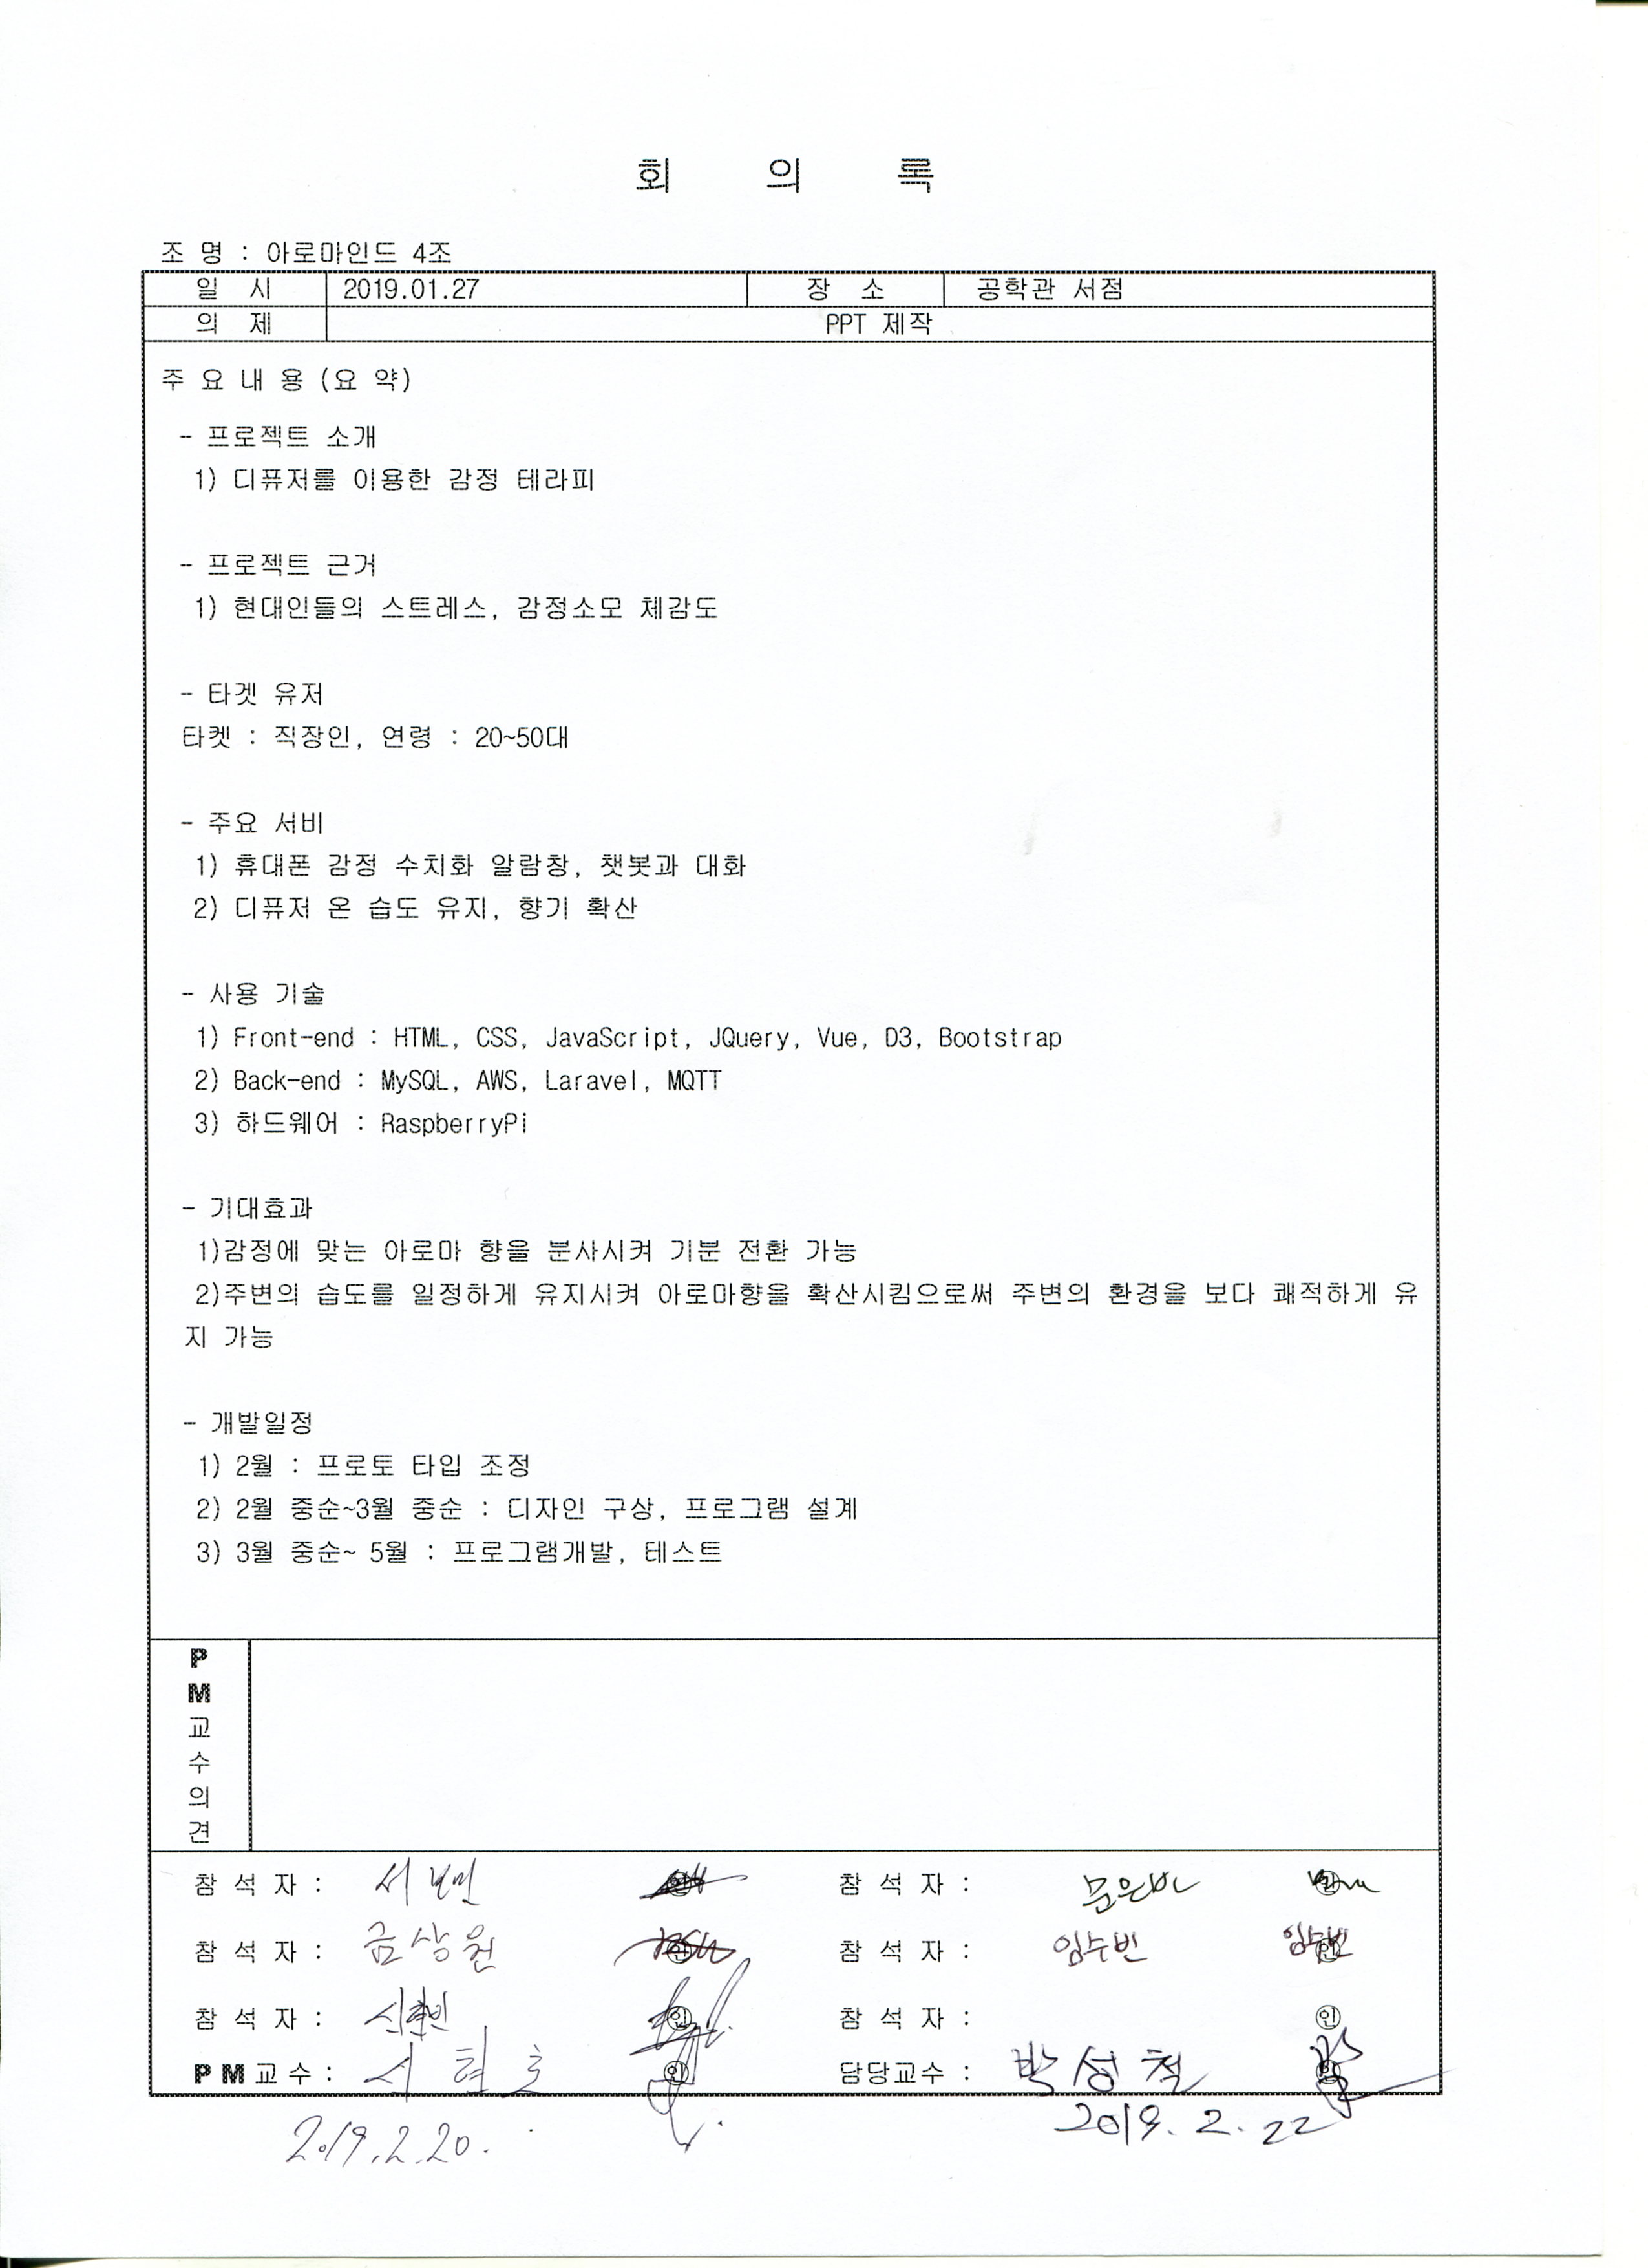 회 의 록
조 명 : 아로마인드 4조
일 시 2019.01.27 장 소 공학관 서점
의 제 PPT 제작
주 요 내 용 (요 약)
- 프로젝트 소개
1) 디퓨저를 이용한 감정 테라피
- 프로젝트 근거
1) 현대인들의 스트레스, 감정소모 체감도
- 타겟 유저
타켓 : 직장인, 연령 : 20~50대
- 주요 서비
1) 휴대폰 감정 수치화 알람창, 챗봇과 대화
2) 디퓨저 온 습도 유지, 향기 확산
- 사용 기술
1) Front-end : HTML, CSS, JavaScript, JQuery, Vue, D3, Bootstrap
2) Back-end : MySQL, AWS, Laravel, MQTT
3) 하드웨어 : RaspberryPi
- 기대효과
1)감정에 맞는 아로마 향을 분사시켜 기분 전환 가능
2)주변의 습도를 일정하게 유지시켜 아로마향을 확산시킴으로써 주변의 환경을 보다 쾌적하게 유
지 가능
- 개발일정
1) 2월 : 프로토 타입 조정
2) 2월 중순~3월 중순 : 디자인 구상, 프로그램 설계
3) 3월 중순~ 5월 : 프로그램개발, 테스트
P
M
교
수
의
견
참 석 자 : 인 참 석 자 : 문은비 인
참 석 자 : 금상원 인 참 석 자 : 임수빈 임수빈 인
참 석 자 : 신현빈 인 참 석 자 : 인
PM교수 : 서현호 인 담당교수 : 박성철 인
2019.2.20. 2019.2.22